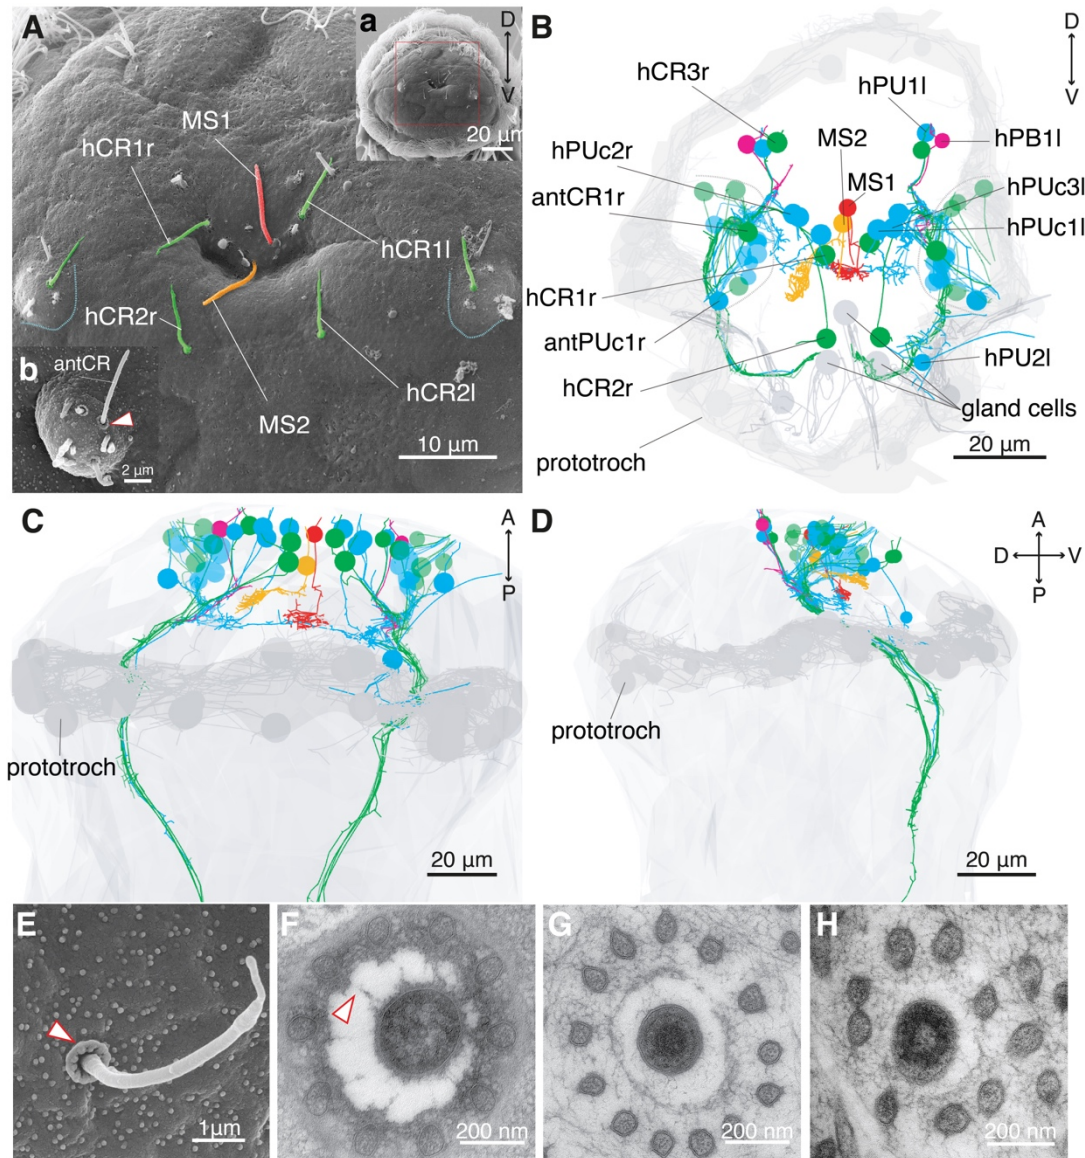 A
a
D
V
20 µm
MS1
hCR1r
hCR1l
hCR2r
hCR2l
MS2
b
antCR
2 µm
10 µm
B
D
V
hCR3r
hPU1l
hPUc2r
MS2
hPB1l
antCR1r
MS1
hPUc3l
hPUc1l
hCR1r
antPUc1r
hPU2l
hCR2r
gland cells
prototroch
20 µm
C
A
P
prototroch
20 µm
D
A
D
V
P
prototroch
20 µm
E
1µm
F
200 nm
G
200 nm
H
200 nm